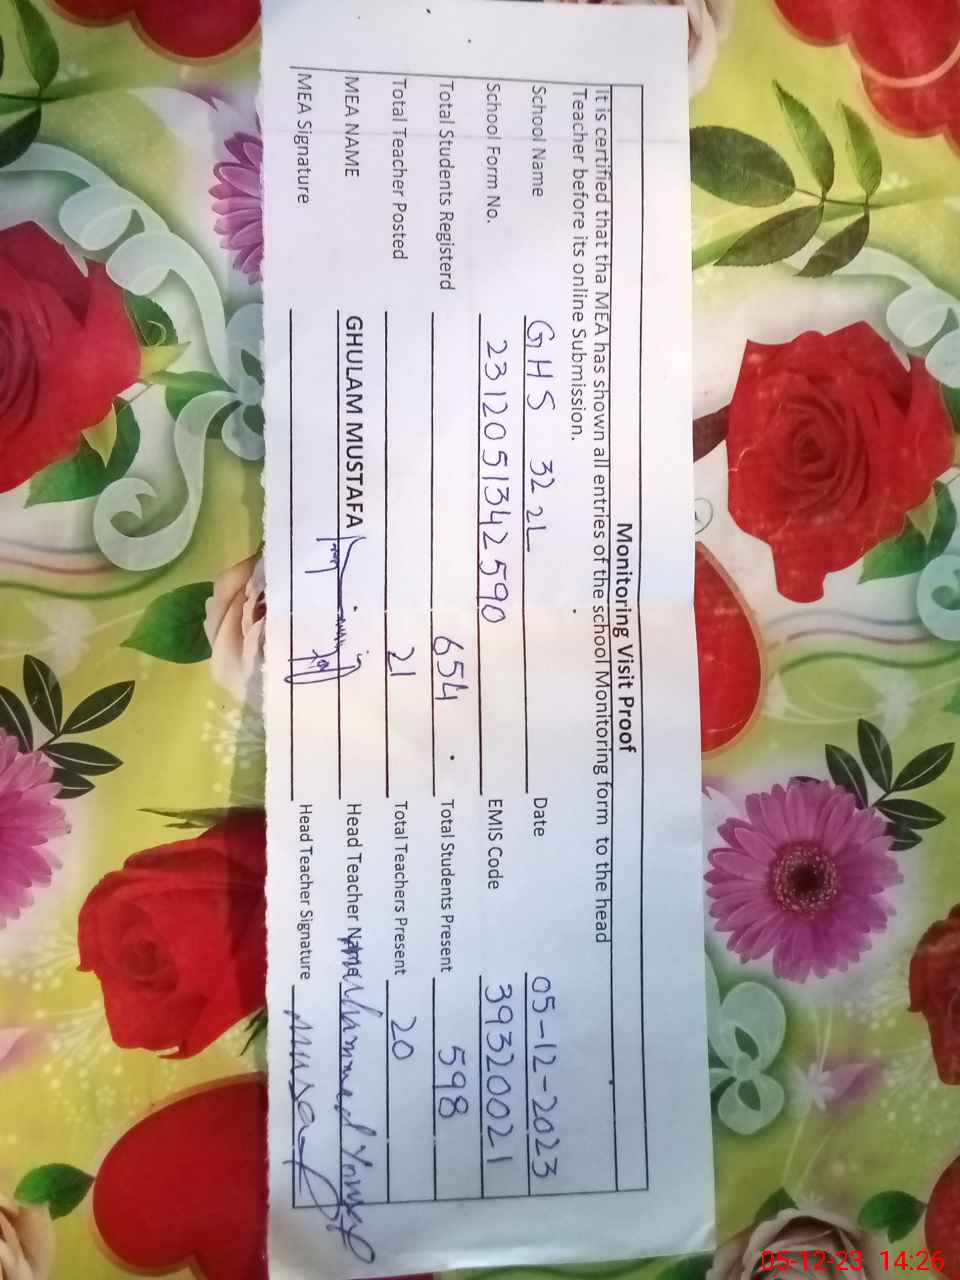 Monitoring Visit Proof
It is certified that tha MEA has shown all entries of the school Monitoring form to the head
Teacher before its online Submission.
School Name GHS 32 2L Date 05-12-2023
School Form No. 2312051342590 EMIS Code 39320021
Total Students Registerd 654 Total Students Present 598
Total Teacher Posted 21 Total Teachers Present 20
MEA NAME GHULAM MUSTAFA Head Teacher Name Muhammad Yousaf
MEA Signature Head Teacher Signature
05-12-23 14:26